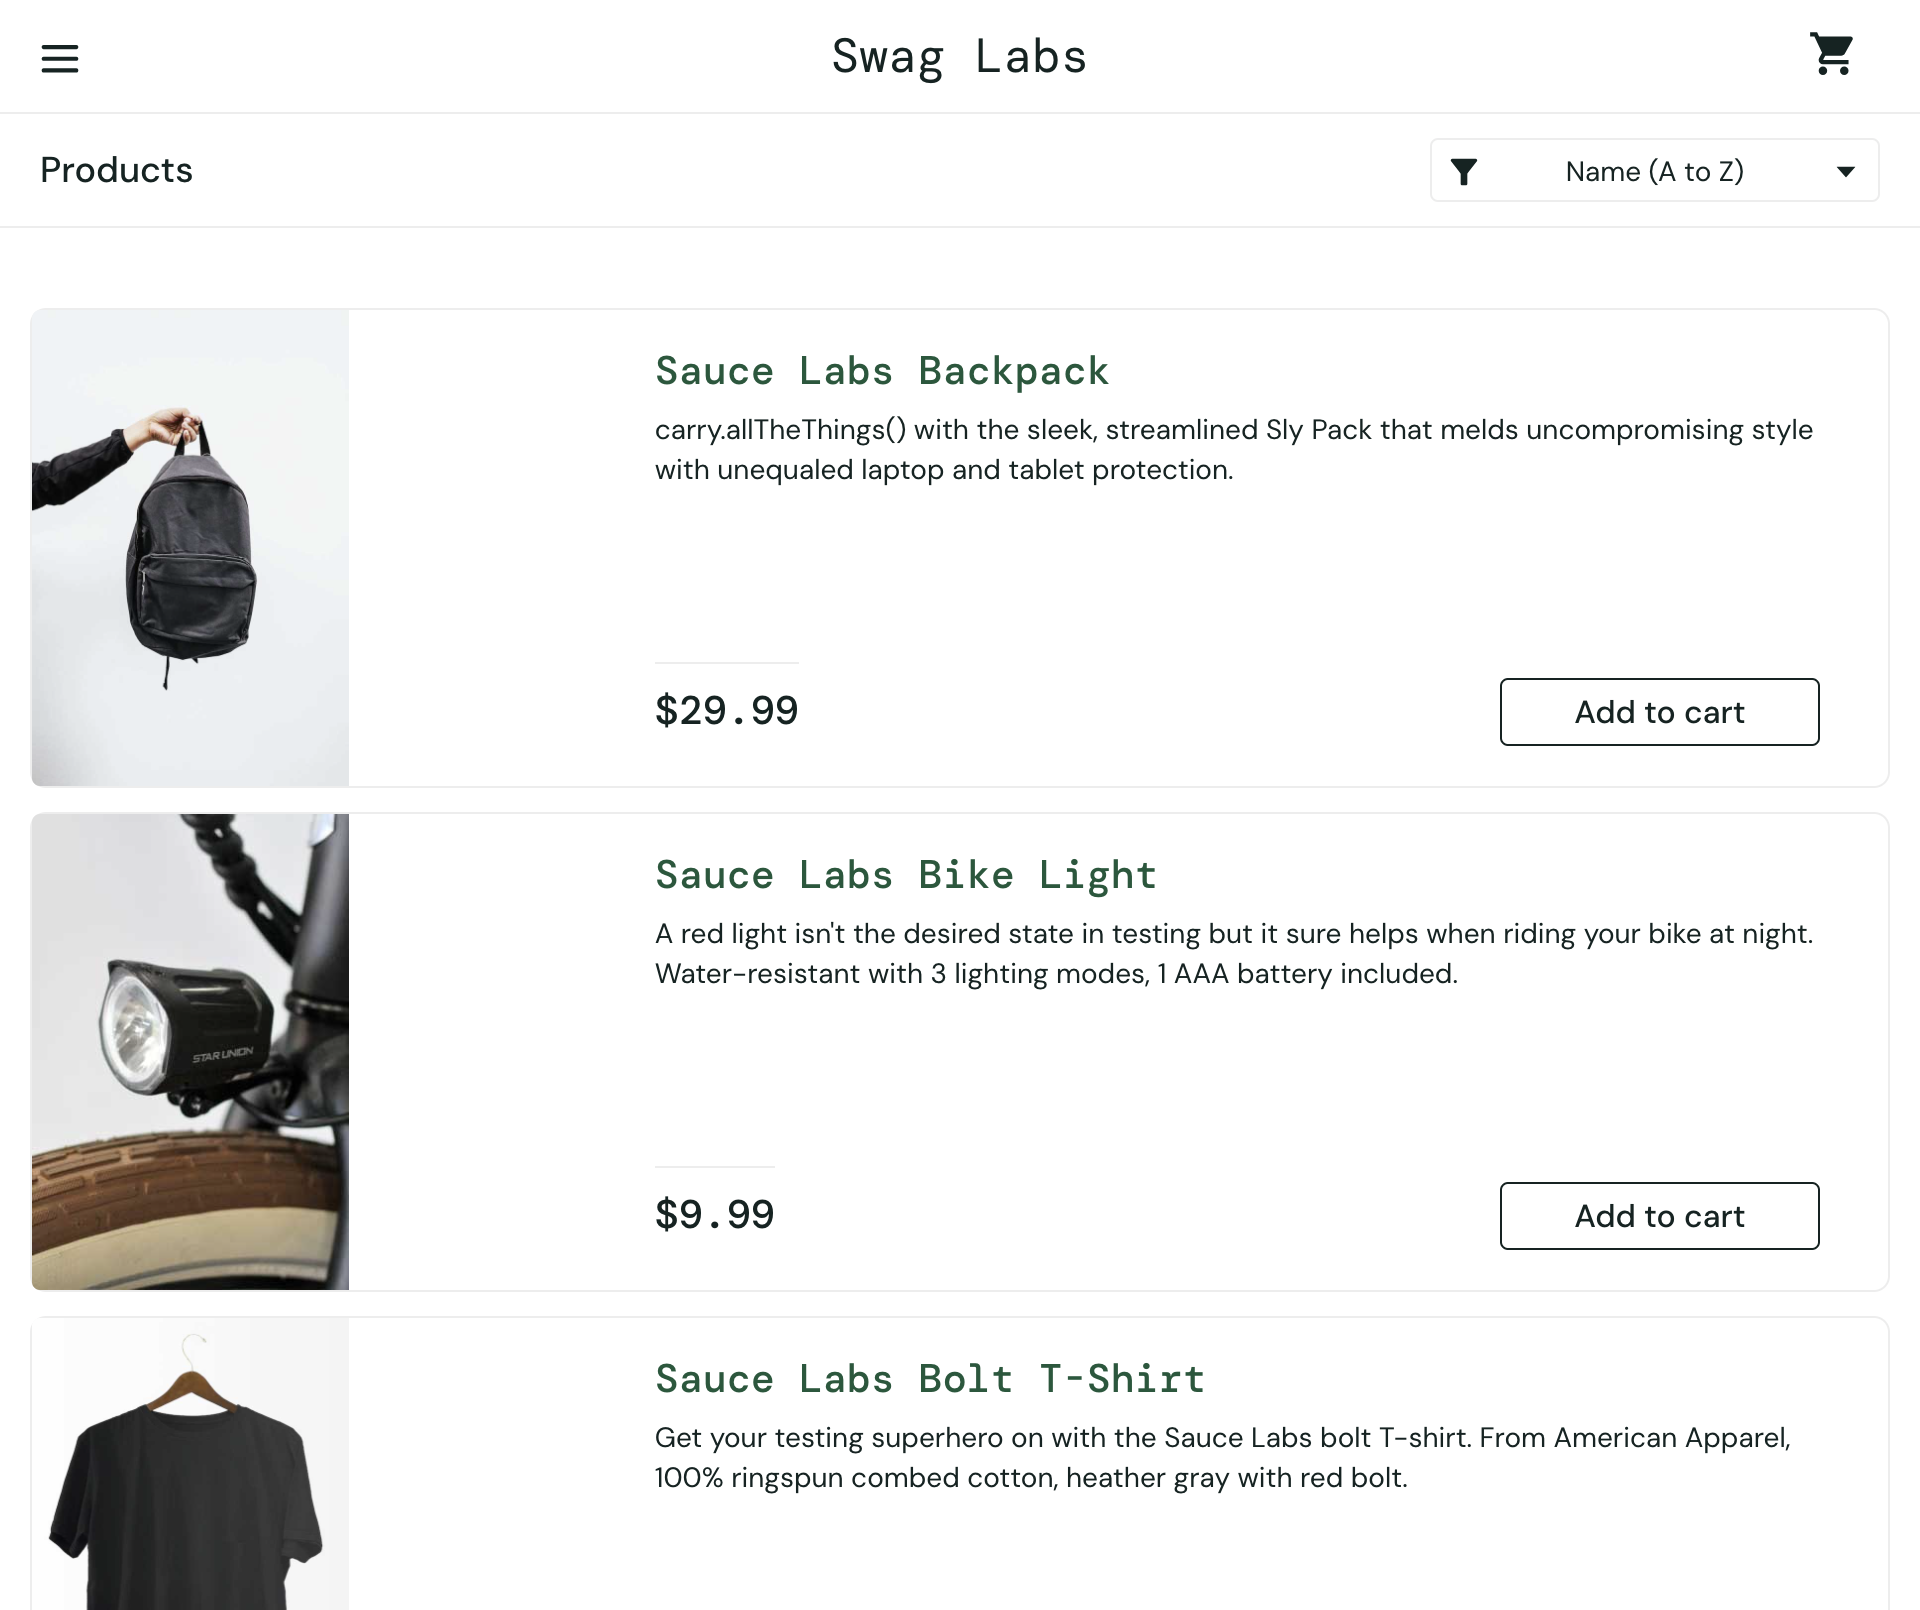 Swag Labs
Products
Name (A to Z)
Sauce Labs Backpack
carry.allTheThings() with the sleek, streamlined Sly Pack that melds uncompromising style
with unequaled laptop and tablet protection.
$29.99
Add to cart
Sauce Labs Bike Light
A red light isn't the desired state in testing but it sure helps when riding your bike at night.
Water-resistant with 3 lighting modes, 1 AAA battery included.
STAR UNION
$9.99
Add to cart
Sauce Labs Bolt T-Shirt
Get your testing superhero on with the Sauce Labs bolt T-shirt. From American Apparel,
100% ringspun combed cotton, heather gray with red bolt.